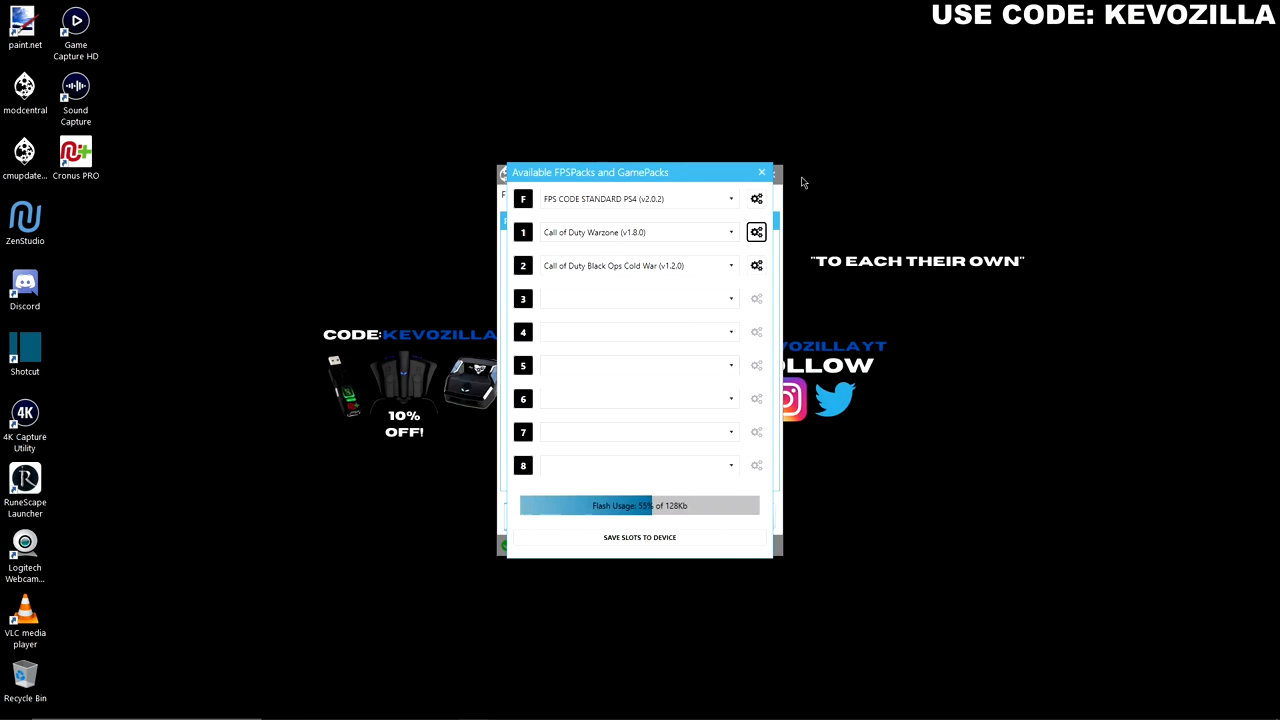 USE CODE: KEVOZILLA
paint.net
Game
Capture HD
modcentral
Sound
Capture
cmupdate...
Cronus PRO
ZenStudio
Discord
Shotcut
4K
4K Capture
Utility
RuneScape
Launcher
Logitech
Webcam...
VLC media
player
Recycle Bin
CODE:KEVOZILLA
10%
OFF!
Available FPSPacks and GamePacks
F
FPS CODE STANDARD PS4 (v2.0.2)
1
Call of Duty Warzone (v1.8.0)
2
Call of Duty Black Ops Cold War (v1.2.0)
3
4
5
6
7
8
Flash Usage: 55% of 128Kb
SAVE SLOTS TO DEVICE
"TO EACH THEIR OWN"
VOZILLAYT
OLLOW